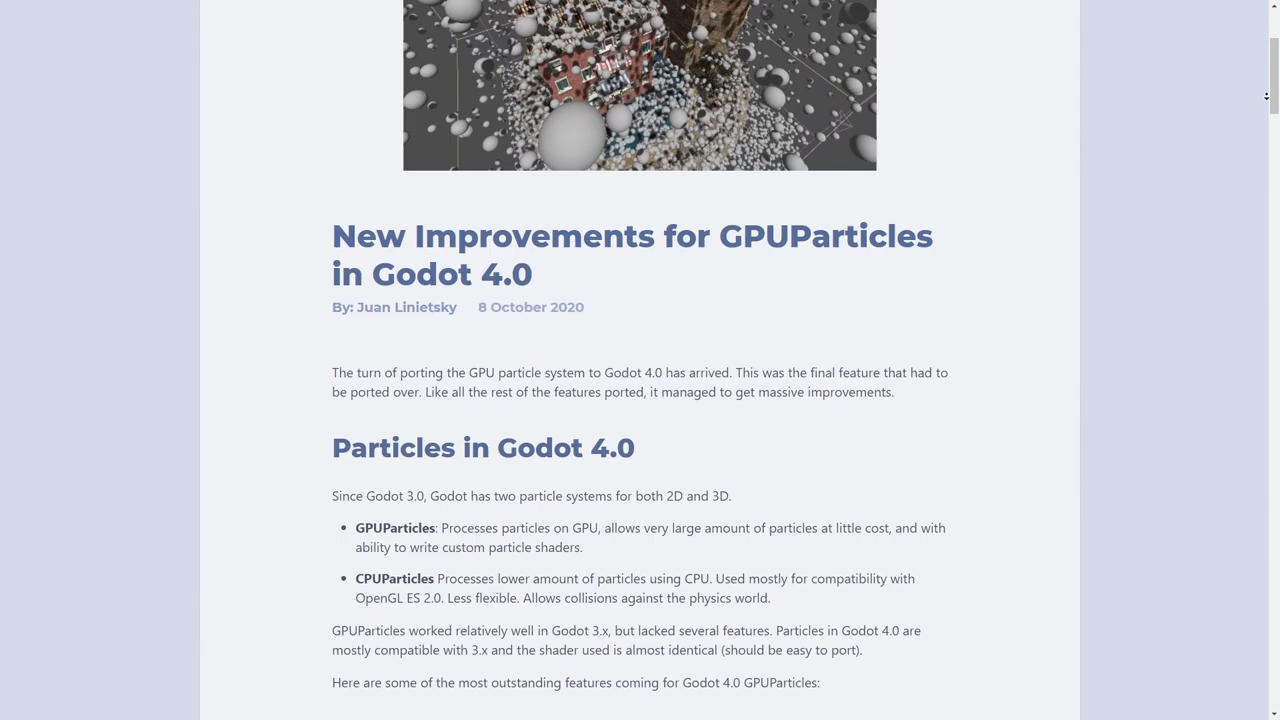 New Improvements for GPUParticles
in Godot 4.0
By: Juan Linietsky 8 October 2020
The turn of porting the GPU particle system to Godot 4.0 has arrived. This was the final feature that had to
be ported over. Like all the rest of the features ported, it managed to get massive improvements.
Particles in Godot 4.0
Since Godot 3.0, Godot has two particle systems for both 2D and 3D.
• GPUParticles: Processes particles on GPU, allows very large amount of particles at little cost, and with
ability to write custom particle shaders.
• CPUParticles Processes lower amount of particles using CPU. Used mostly for compatibility with
OpenGL ES 2.0. Less flexible. Allows collisions against the physics world.
GPUParticles worked relatively well in Godot 3.x, but lacked several features. Particles in Godot 4.0 are
mostly compatible with 3.x and the shader used is almost identical (should be easy to port).
Here are some of the most outstanding features coming for Godot 4.0 GPUParticles: